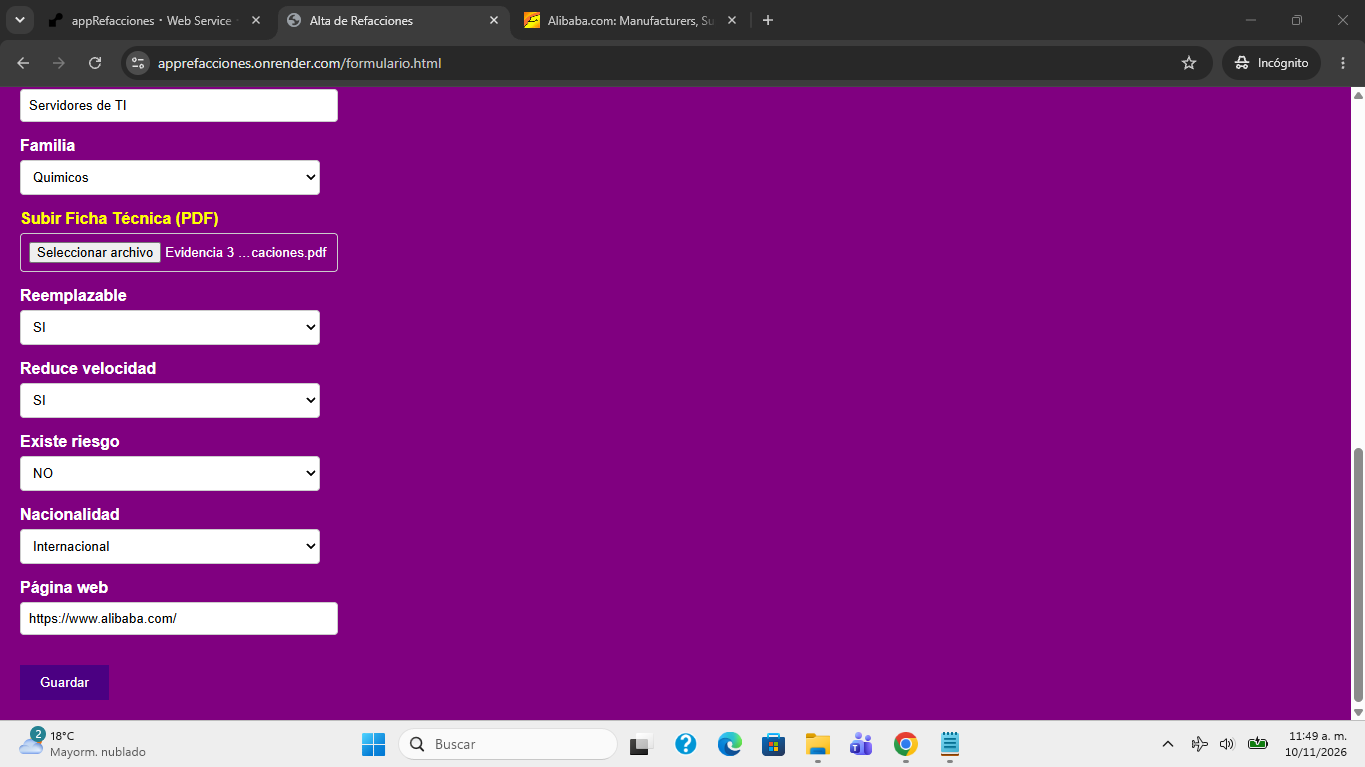 appRefacciones · Web Service
Alta de Refacciones
Alibaba.com: Manufacturers, Su
apprefacciones.onrender.com/formulario.html
Incógnito
Servidores de TI
Familia
Quimicos
Subir Ficha Técnica (PDF)
Seleccionar archivo Evidencia 3 ...caciones.pdf
Reemplazable
SI
Reduce velocidad
SI
Existe riesgo
NO
Nacionalidad
Internacional
Página web
https://www.alibaba.com/
Guardar
2
18°C
Mayorm. nublado
Buscar
11:49 a. m.
10/11/2026